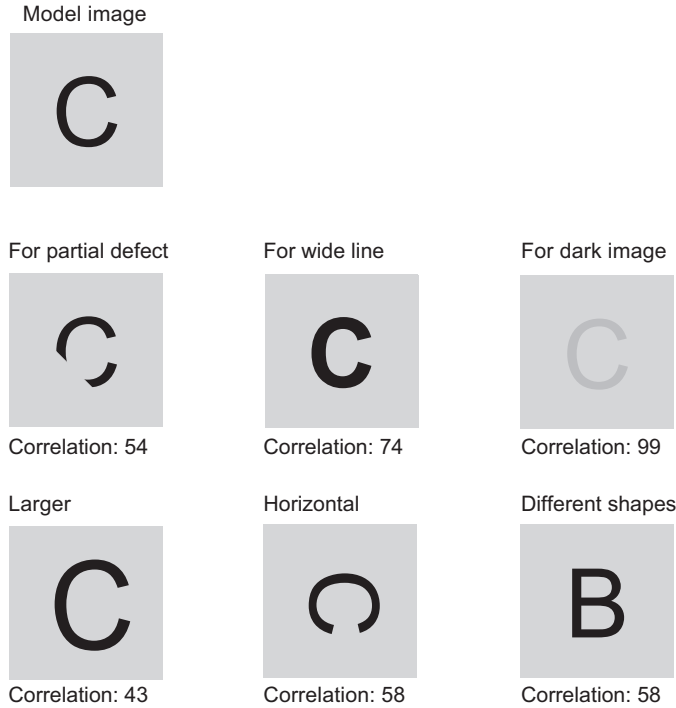 Model image
C
For partial defect For wide line For dark image
C C C
Correlation: 54 Correlation: 74 Correlation: 99
Larger Horizontal Different shapes
C C B
Correlation: 43 Correlation: 58 Correlation: 58